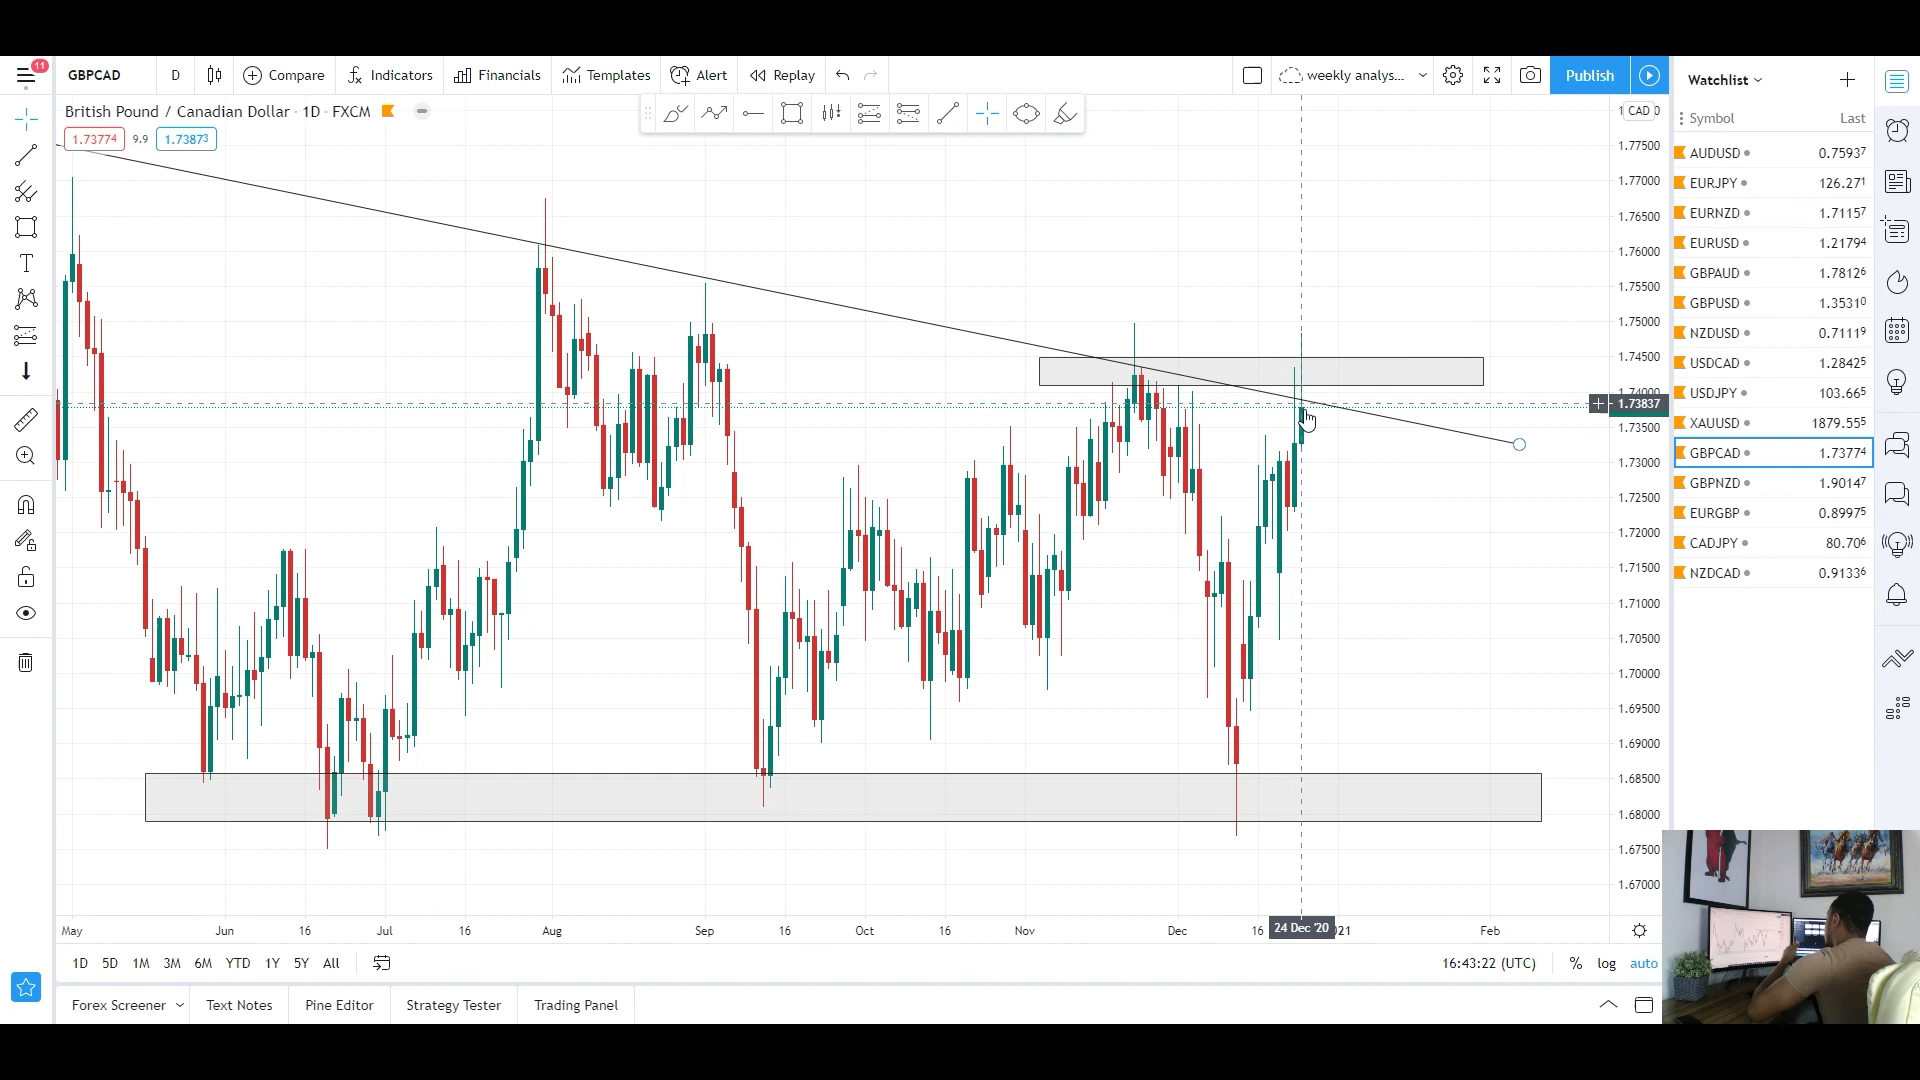 11
GBPCAD D Compare Indicators Financials Templates Alert Replay weekly analys... Publish
British Pound / Canadian Dollar · 1D · FXCM
1.73774 9.9 1.73873
CAD
1.77500
1.77000
1.76500
1.76000
1.75500
1.75000
1.74500
1.74000
1.73837
1.73500
1.73000
1.72500
1.72000
1.71500
1.71000
1.70500
1.70000
1.69500
1.69000
1.68500
1.68000
1.67500
1.67000
May Jun 16 Jul 16 Aug Sep 16 Oct 16 Nov Dec 16 24 Dec '20 Feb
1D 5D 1M 3M 6M YTD 1Y 5Y All 16:43:22 (UTC) % log auto
Forex Screener Text Notes Pine Editor Strategy Tester Trading Panel
Watchlist
Symbol Last
AUDUSD 0.75937
EURJPY 126.271
EURNZD 1.71157
EURUSD 1.21794
GBPAUD 1.78126
GBPUSD 1.35310
NZDUSD 0.71119
USDCAD 1.28425
USDJPY 103.665
XAUUSD 1879.555
GBPCAD 1.73774
GBPNZD 1.90147
EURGBP 0.89975
CADJPY 80.706
NZDCAD 0.91336